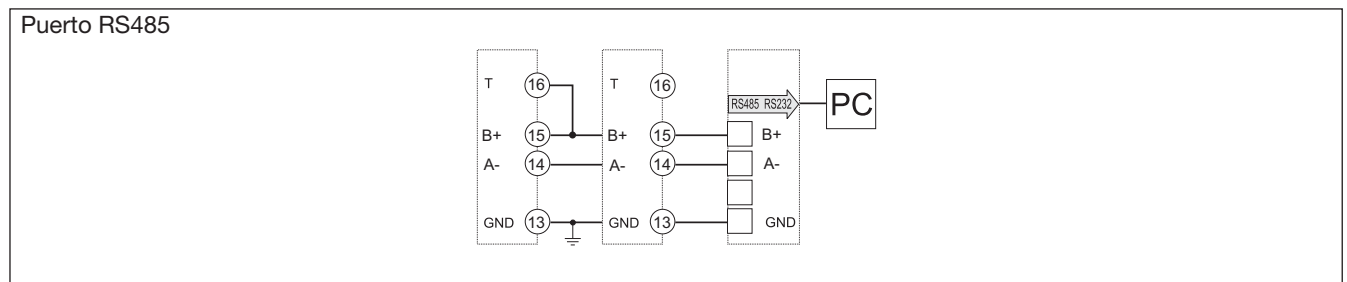 Puerto RS485
T 16 T 16
RS485 RS232 PC
B+ 15 B+ 15 B+
A- 14 A- 14 A-
GND 13 GND 13 GND